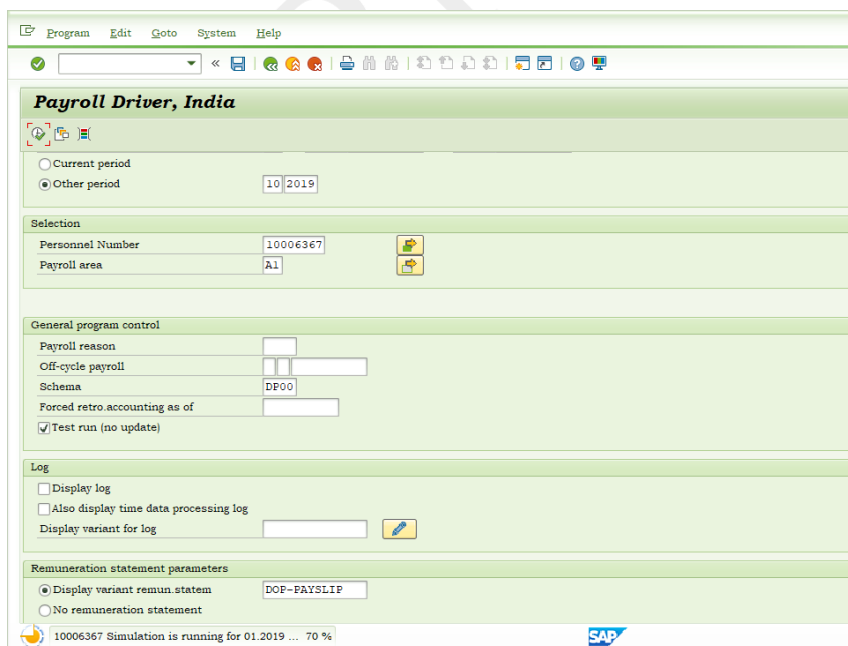 Program Edit Goto System Help
Payroll Driver, India
Current period
Other period 10 2019
Selection
Personnel Number 10006367
Payroll area A1
General program control
Payroll reason
Off-cycle payroll
Schema DP00
Forced retro.accounting as of
Test run (no update)
Log
Display log
Also display time data processing log
Display variant for log
Remuneration statement parameters
Display variant remun.statem DOP-PAYSLIP
No remuneration statement
10006367 Simulation is running for 01.2019 ... 70 % SAP